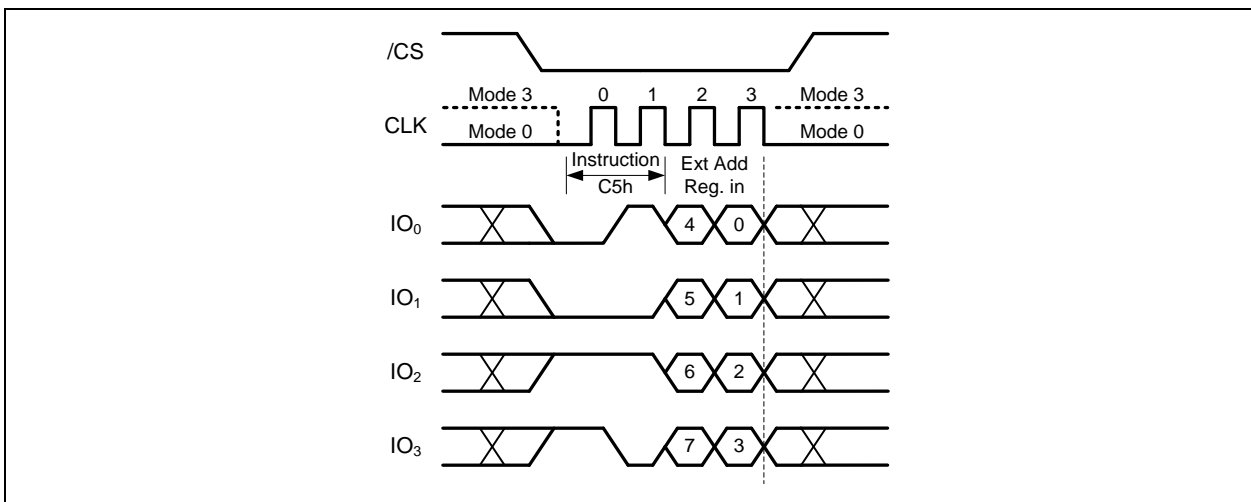 /CS
Mode 3 0 1 2 3 Mode 3
CLK
Mode 0 Mode 0
Instruction Ext Add
C5h Reg. in
IO₀ 4 0
IO₁ 5 1
IO₂ 6 2
IO₃ 7 3